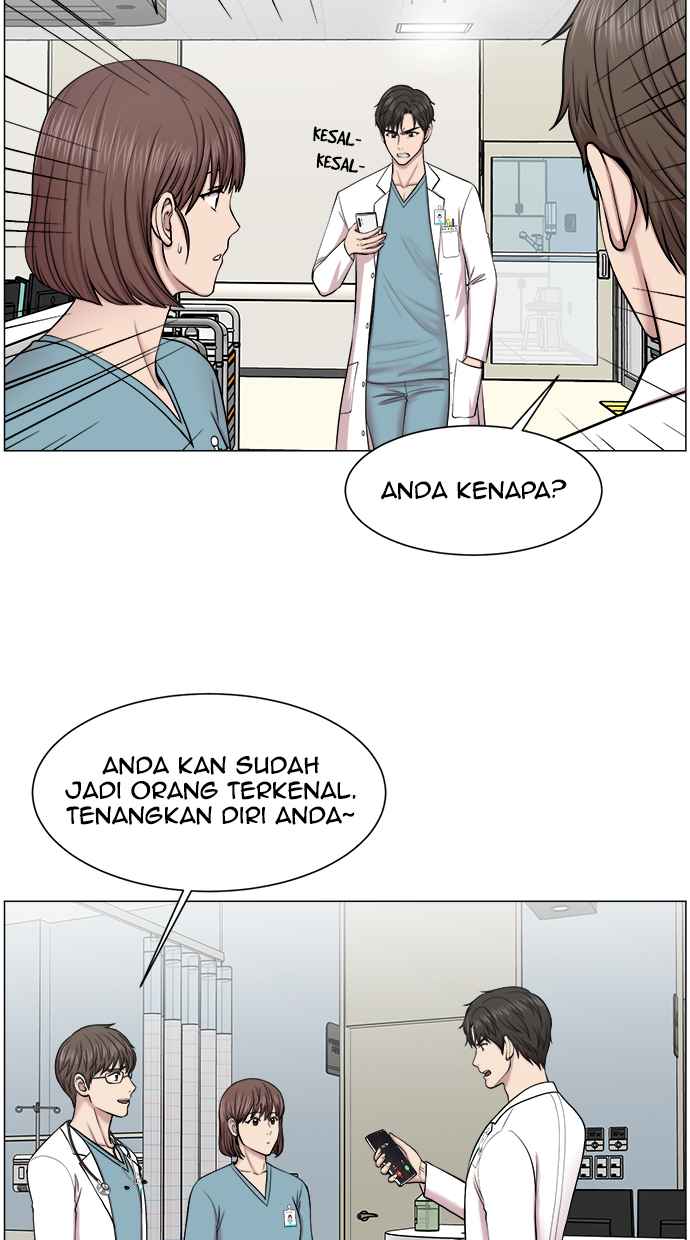 KESAL-
KESAL-
ANDA KENAPA?
ANDA KAN SUDAH
JADI ORANG TERKENAL.
TENANGKAN DIRI ANDA~